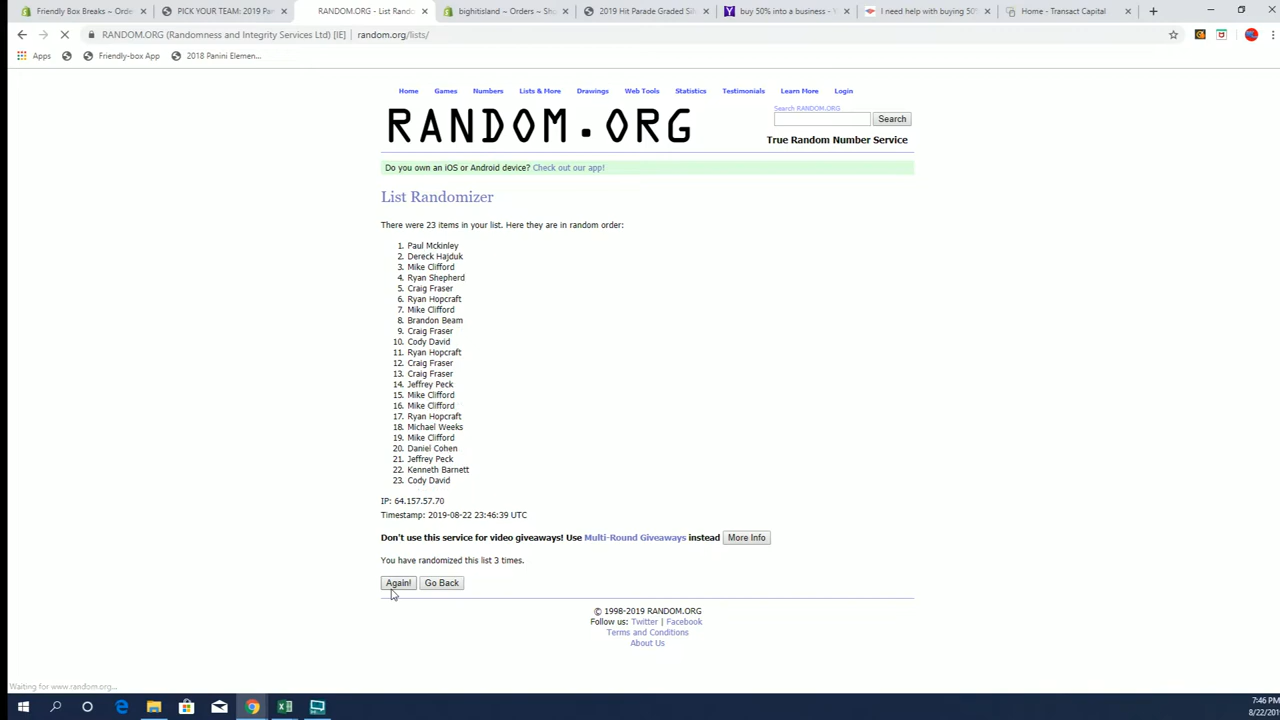 Friendly Box Breaks ~ Orde
PICK YOUR TEAM: 2019 Pa
RANDOM.ORG - List Rando
bighitisland ~ Orders ~ Sh
2019 Hit Parade Graded Sil
buy 50% into a business -
I need help with buying 50%
Home - Transact Capital
RANDOM.ORG (Randomness and Integrity Services Ltd) [IE] | random.org/lists/
Apps Friendly-box App 2018 Panini Elemen...
Home Games Numbers Lists & More Drawings Web Tools Statistics Testimonials Learn More Login
RANDOM.ORG
Search RANDOM.ORG
Search
True Random Number Service
Do you own an iOS or Android device? Check out our app!
List Randomizer
There were 23 items in your list. Here they are in random order:
1. Paul Mckinley
2. Dereck Hajduk
3. Mike Clifford
4. Ryan Shepherd
5. Craig Fraser
6. Ryan Hopcraft
7. Mike Clifford
8. Brandon Beam
9. Craig Fraser
10. Cody David
11. Ryan Hopcraft
12. Craig Fraser
13. Craig Fraser
14. Jeffrey Peck
15. Mike Clifford
16. Mike Clifford
17. Ryan Hopcraft
18. Michael Weeks
19. Mike Clifford
20. Daniel Cohen
21. Jeffrey Peck
22. Kenneth Barnett
23. Cody David
IP: 64.157.57.70
Timestamp: 2019-08-22 23:46:39 UTC
Don't use this service for video giveaways! Use Multi-Round Giveaways instead More Info
You have randomized this list 3 times.
Again! Go Back
© 1998-2019 RANDOM.ORG
Follow us: Twitter | Facebook
Terms and Conditions
About Us
Waiting for www.random.org...
7:46 PM
8/22/201